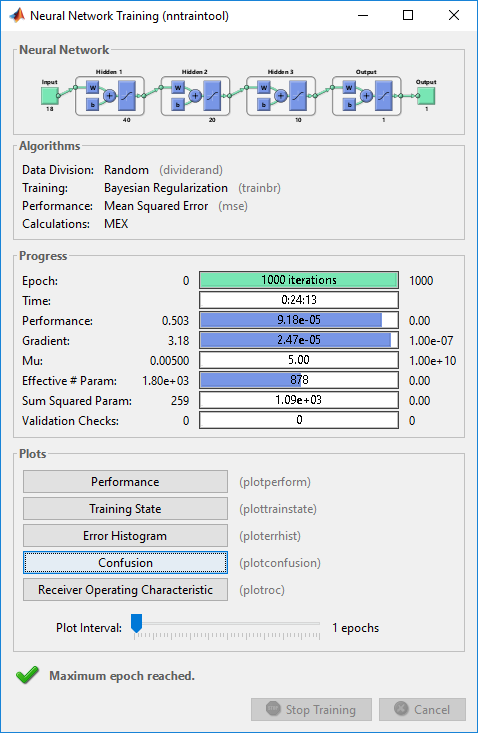 Neural Network Training (nntraintool)
Neural Network
Hidden 1 Hidden 2 Hidden 3 Output
Input Output
W W W W
b b b b
18 40 20 10 1 1
Algorithms
Data Division: Random (dividerand)
Training: Bayesian Regularization (trainbr)
Performance: Mean Squared Error (mse)
Calculations: MEX
Progress
Epoch: 0 1000 iterations 1000
Time: 0:24:13
Performance: 0.503 9.18e-05 0.00
Gradient: 3.18 2.47e-05 1.00e-07
Mu: 0.00500 5.00 1.00e+10
Effective # Param: 1.80e+03 878 0.00
Sum Squared Param: 259 1.09e+03 0.00
Validation Checks: 0 0 0
Plots
Performance (plotperform)
Training State (plottrainstate)
Error Histogram (ploterrhist)
Confusion (plotconfusion)
Receiver Operating Characteristic (plotroc)
Plot Interval: 1 epochs
Maximum epoch reached.
Stop Training Cancel